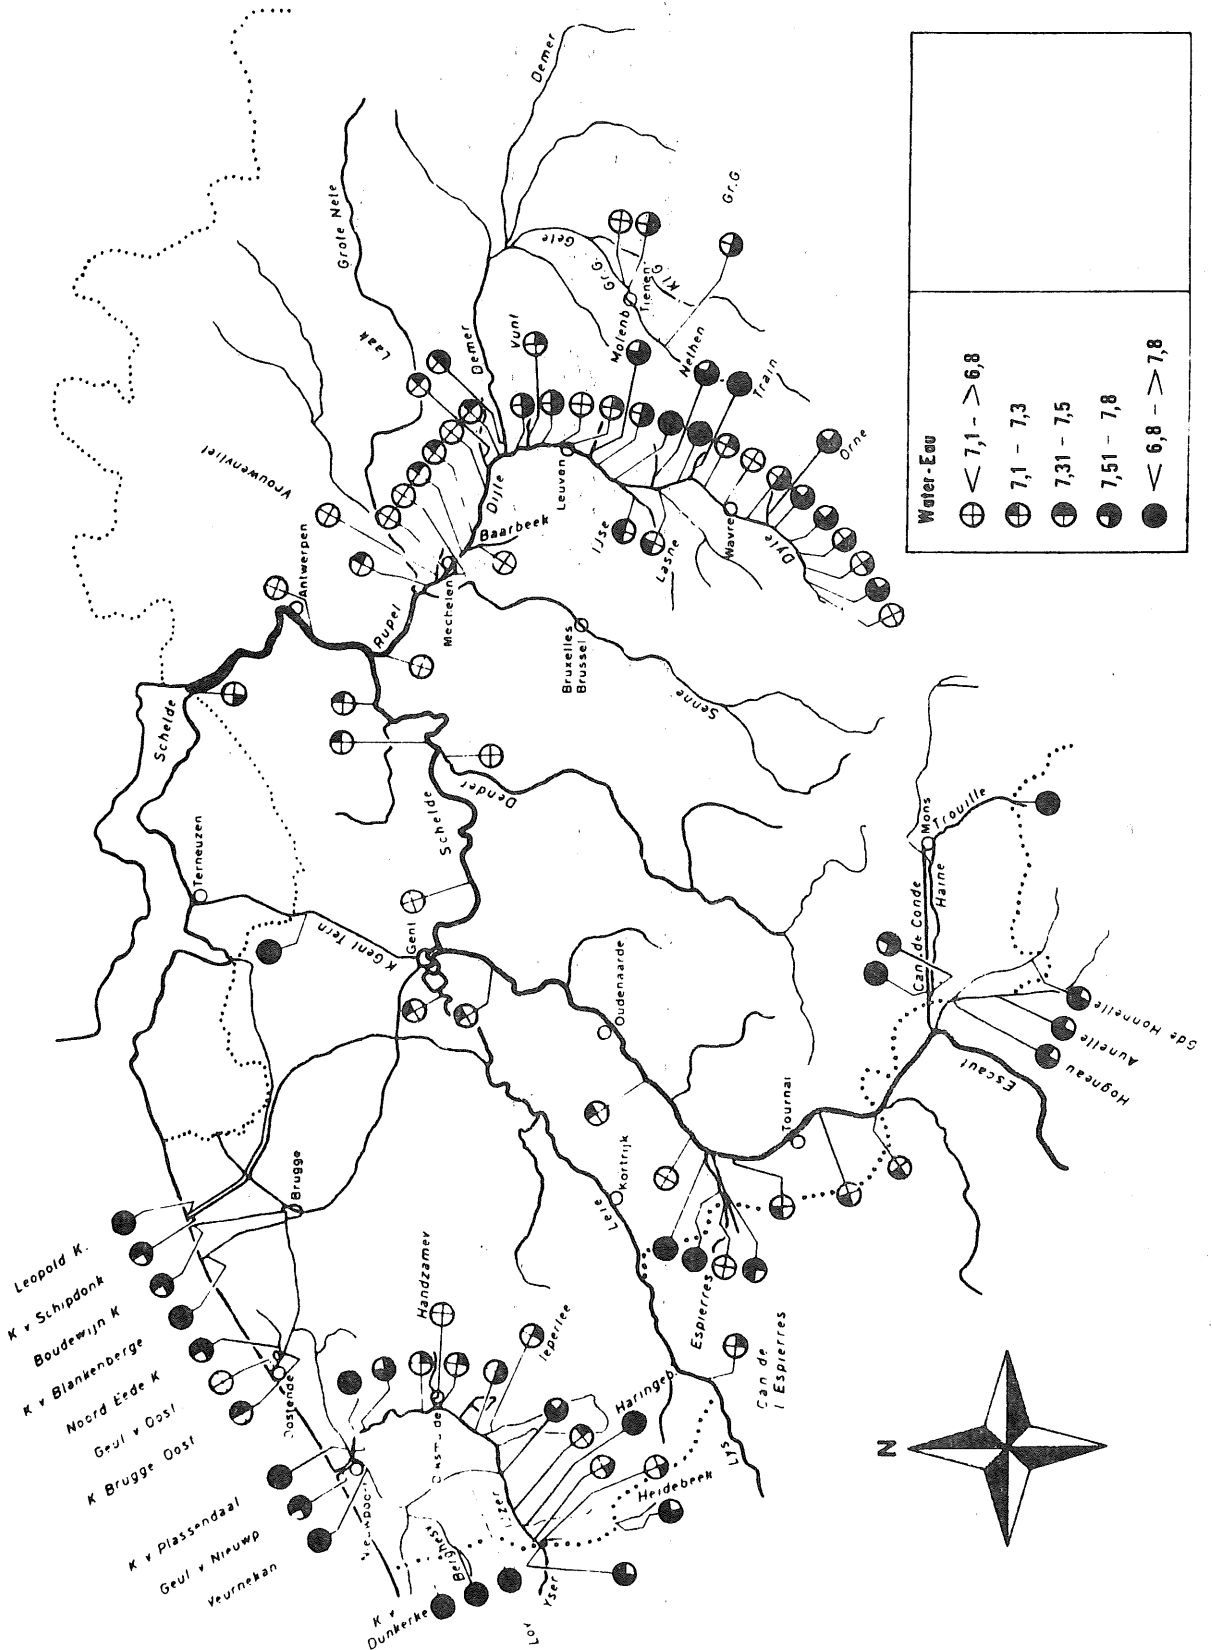 Demer
Grote Nete
Laak
Vrouwenvliet
Demer
Vunt
Gete
Gr.G
Gr.G
Kl G
Tienen
Molenb
Nethen
Train
Orne
Dijle
Leuven
Baarbeek
IJse
Lasne
Wavre
Dyle
Antwerpen
Rupel
Mechelen
Bruxelles
Brussel
Senne
Schelde
Terneuzen
Schelde
Dender
K Gent Tern
Gent
Oudenaarde
Mons
Trouille
Haine
Can. de Conde
Gde Honnelle
Aunelle
Hogneau
Escaut
Tournai
Kortrijk
Leie
Brugge
Leopold K.
K v Schipdonk
Boudewijn K
K v Blankenberge
Noord Eede K
Geul v Oost
K Brugge Oost
K v Plassendaal
Geul v Nieuwp
Veurnekan
K v
Dunkerke
Oostende
Handzamev
Ieperlee
Espierres
Can de
l Espierres
Haringeb
Heidebeek
Lys
Yser
N
Water-Eau
< 7,1 - > 6,8
7,1 - 7,3
7,31 - 7,5
7,51 - 7,8
< 6,8 - > 7,8